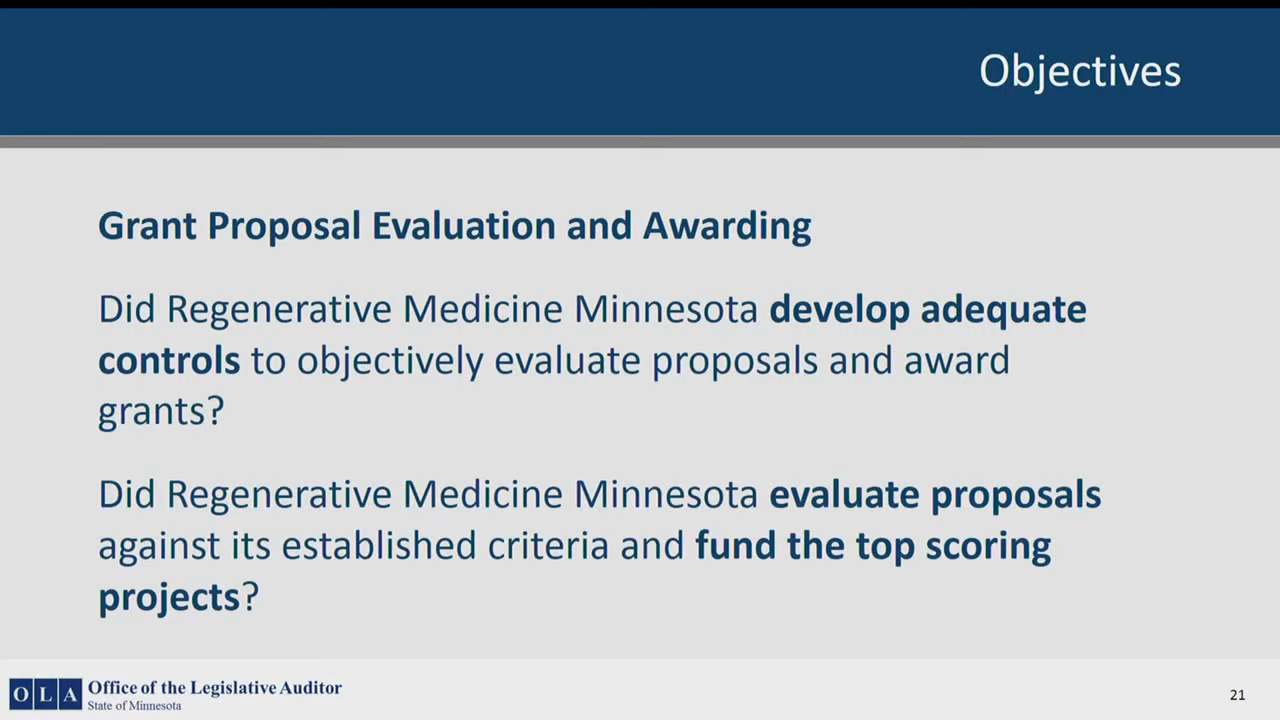 Objectives
Grant Proposal Evaluation and Awarding
Did Regenerative Medicine Minnesota develop adequate
controls to objectively evaluate proposals and award
grants?
Did Regenerative Medicine Minnesota evaluate proposals
against its established criteria and fund the top scoring
projects?
OLA Office of the Legislative Auditor
State of Minnesota
21